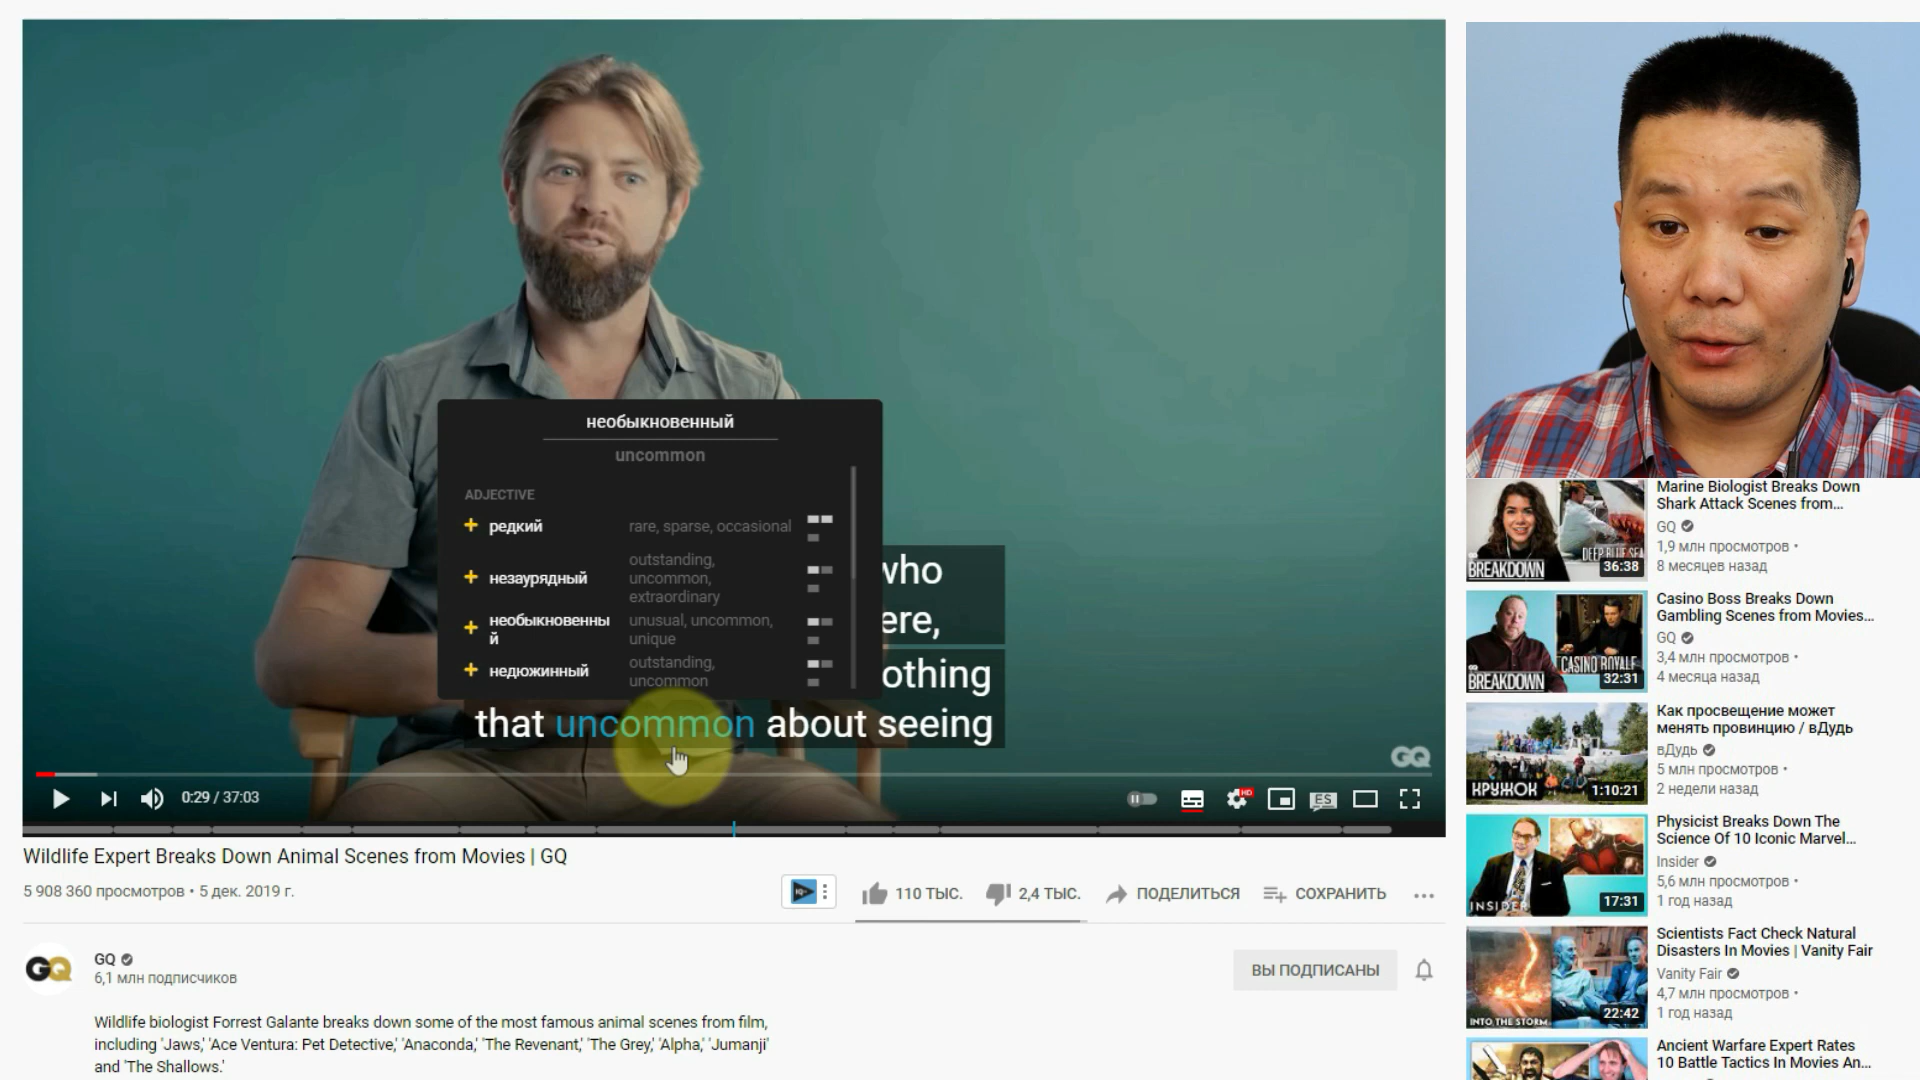 необыкновенный
uncommon
ADJECTIVE
+ редкий rare, sparse, occasional
+ незаурядный outstanding,
uncommon,
extraordinary
+ необыкновенны
й unusual, uncommon,
unique
+ недюжинный outstanding,
uncommon
who
that uncommon about seeing
GQ
0:29 / 37:03
HD
ES
Wildlife Expert Breaks Down Animal Scenes from Movies | GQ
5 908 360 просмотров • 5 дек. 2019 г.
110 ТЫС.
2,4 ТЫС.
ПОДЕЛИТЬСЯ
СОХРАНИТЬ
GQ
GQ
6,1 млн подписчиков
ВЫ ПОДПИСАНЫ
Wildlife biologist Forrest Galante breaks down some of the most famous animal scenes from film,
including 'Jaws,' 'Ace Ventura: Pet Detective,' 'Anaconda,' 'The Revenant,' 'The Grey,' 'Alpha,' 'Jumanji'
and 'The Shallows.'
DEEP BLUE SEA
BREAKDOWN
36:38
Marine Biologist Breaks Down
Shark Attack Scenes from...
GQ
1,9 млн просмотров •
8 месяцев назад
CASINO ROYALE
BREAKDOWN
32:31
Casino Boss Breaks Down
Gambling Scenes from Movies...
GQ
3,4 млн просмотров •
4 месяца назад
КРУЖОК
1:10:21
Как просвещение может
менять провинцию / вДудь
вДудь
5 млн просмотров •
2 недели назад
INSIDER
17:31
Physicist Breaks Down The
Science Of 10 Iconic Marvel...
Insider
5,6 млн просмотров •
1 год назад
INTO THE STORM
22:42
Scientists Fact Check Natural
Disasters In Movies | Vanity Fair
Vanity Fair
4,7 млн просмотров •
1 год назад
Ancient Warfare Expert Rates
10 Battle Tactics In Movies An...